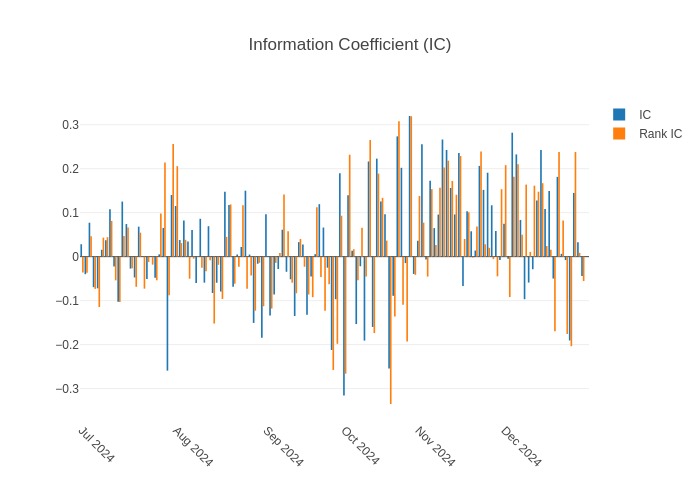 Information Coefficient (IC)
IC
Rank IC
0.3
0.2
0.1
0
−0.1
−0.2
−0.3
Jul 2024
Aug 2024
Sep 2024
Oct 2024
Nov 2024
Dec 2024